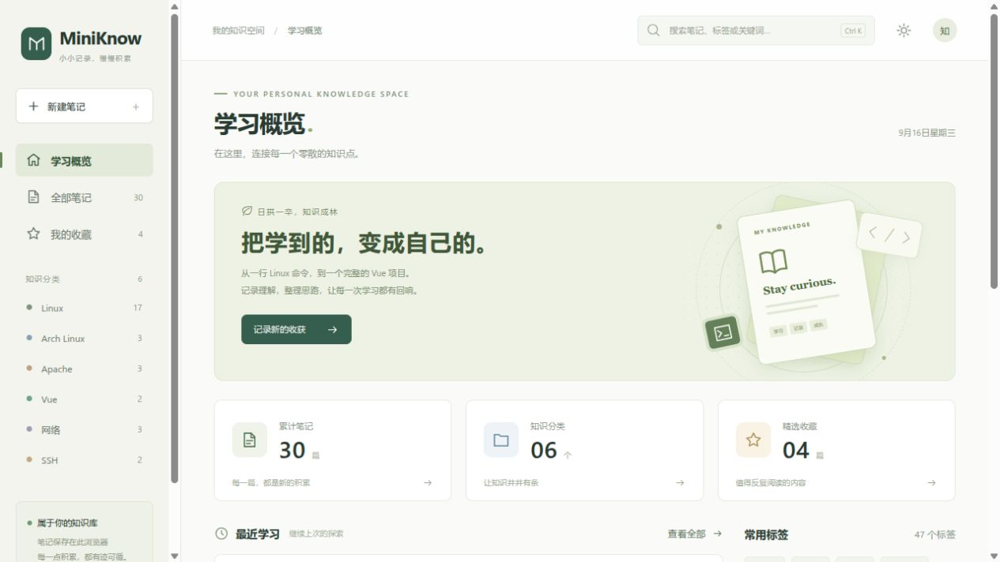 MiniKnow
小小记录，慢慢积累
新建笔记
+
学习概览
全部笔记 30
我的收藏 4
知识分类 6
Linux 17
Arch Linux 3
Apache 3
Vue 2
网络 3
SSH 2
属于你的知识库
笔记保存在此浏览器
每一点积累，都有迹可循。
我的知识空间 / 学习概览
搜索笔记、标签或关键词... Ctrl K
知
YOUR PERSONAL KNOWLEDGE SPACE
学习概览.
在这里，连接每一个零散的知识点。
9月16日星期三
日拱一卒，知识成林
把学到的，变成自己的。
从一行 Linux 命令，到一个完整的 Vue 项目。
记录理解，整理思路，让每一次学习都有回响。
记录新的收获
MY KNOWLEDGE
Stay curious.
学习 记录 成长
累计笔记
30 篇
每一篇，都是新的积累
知识分类
06 个
让知识井井有条
精选收藏
04 篇
值得反复阅读的内容
最近学习 继续上次的探索
查看全部
常用标签 47 个标签